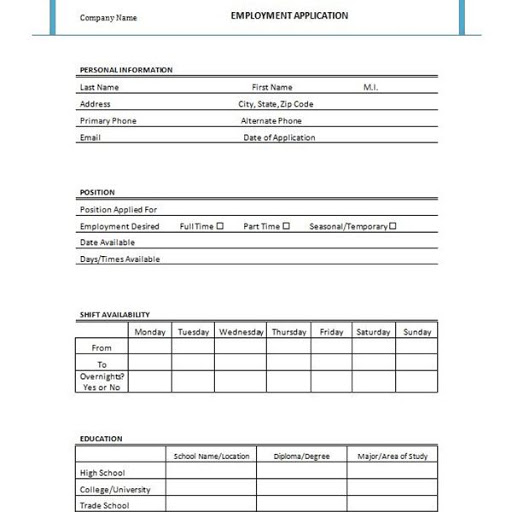 Company Name EMPLOYMENT APPLICATION
PERSONAL INFORMATION
Last Name First Name M.I.
Address City, State, Zip Code
Primary Phone Alternate Phone
Email Date of Application
POSITION
Position Applied For
Employment Desired Full Time ☐ Part Time ☐ Seasonal/Temporary ☐
Date Available
Days/Times Available
SHIFT AVAILABILITY
Monday Tuesday Wednesday Thursday Friday Saturday Sunday
From
To
Overnights?
Yes or No
EDUCATION
School Name/Location Diploma/Degree Major/Area of Study
High School
College/University
Trade School